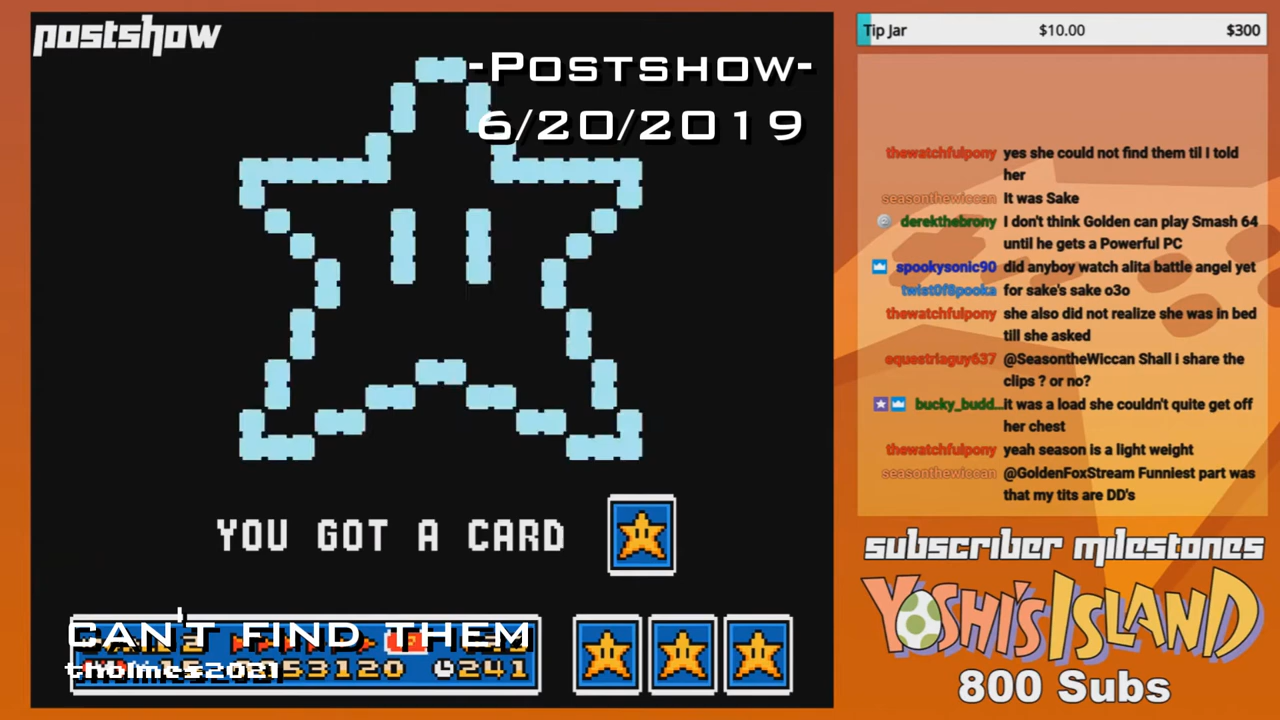 postshow
-Postshow-
6/20/2019
YOU GOT A CARD
CAN'T FIND THEM
tholmes2031
53120 241
Tip Jar $10.00 $300
thewatchfulpony yes she could not find them til I told
her
seasonthewiccan It was Sake
derekthebrony I don't think Golden can play Smash 64
until he gets a Powerful PC
spookysonic90 did anyboy watch alita battle angel yet
twist0f8pooka for sake's sake o3o
thewatchfulpony she also did not realize she was in bed
till she asked
equestriaguy637 @SeasontheWiccan Shall i share the
clips ? or no?
bucky_budd... it was a load she couldn't quite get off
her chest
thewatchfulpony yeah season is a light weight
seasonthewiccan @GoldenFoxStream Funniest part was
that my tits are DD's
subscriber milestones
YOSHI'S ISLAND
800 Subs